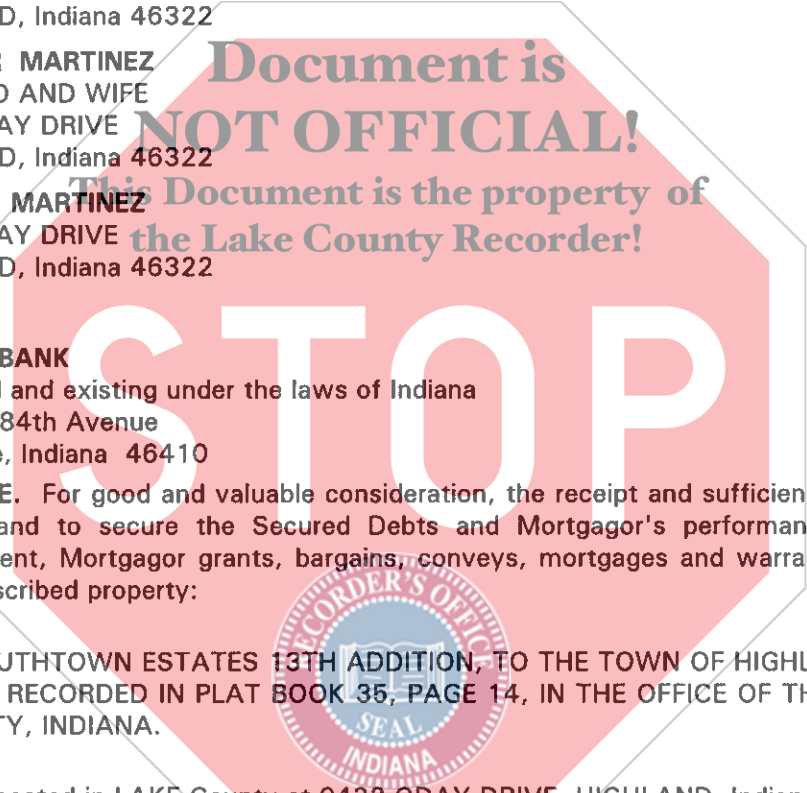 D, Indiana 46322
MARTINEZ
AND WIFE
AY DRIVE
D, Indiana 46322
MARTINEZ
AY DRIVE
D, Indiana 46322
Document is
NOT OFFICIAL!
This Document is the property of
the Lake County Recorder!
STOP
BANK
and existing under the laws of Indiana
84th Avenue
, Indiana 46410
E. For good and valuable consideration, the receipt and sufficien
and to secure the Secured Debts and Mortgagor's performan
ent, Mortgagor grants, bargains, conveys, mortgages and warra
scribed property:
RECORDER'S OFFICE
SEAL
INDIANA
UTHTOWN ESTATES 13TH ADDITION, TO THE TOWN OF HIGHL
RECORDED IN PLAT BOOK 35, PAGE 14, IN THE OFFICE OF TH
TY, INDIANA.